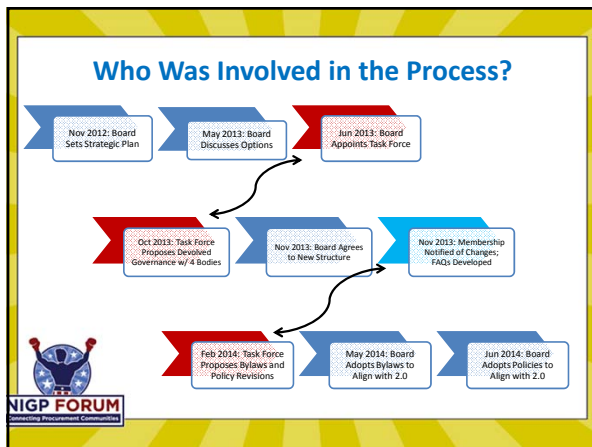 Who Was Involved in the Process?
Nov 2012: Board
Sets Strategic Plan
May 2013: Board
Discusses Options
Jun 2013: Board
Appoints Task Force
Oct 2013: Task Force
Proposes Devolved
Governance w/ 4 Bodies
Nov 2013: Board Agrees
to New Structure
Nov 2013: Membership
Notified of Changes;
FAQs Developed
Feb 2014: Task Force
Proposes Bylaws and
Policy Revisions
May 2014: Board
Adopts Bylaws to
Align with 2.0
Jun 2014: Board
Adopts Policies to
Align with 2.0
NIGP FORUM
Connecting Procurement Communities